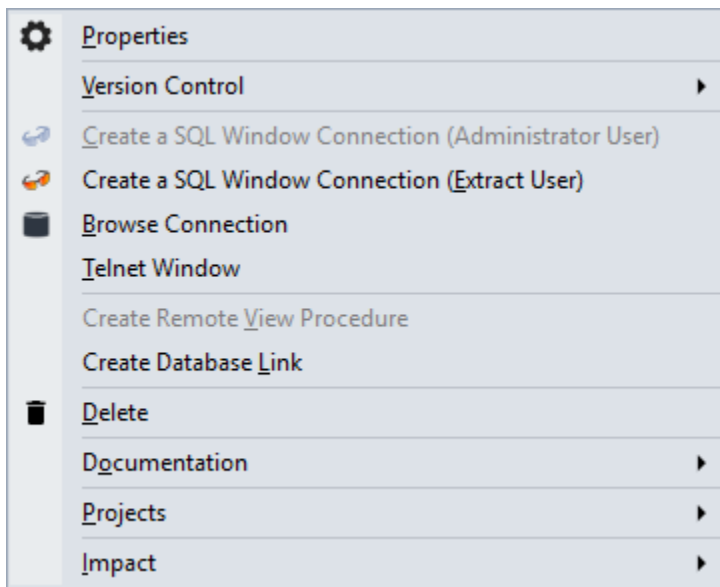 Properties
Version Control
Create a SQL Window Connection (Administrator User)
Create a SQL Window Connection (Extract User)
Browse Connection
Telnet Window
Create Remote View Procedure
Create Database Link
Delete
Documentation
Projects
Impact